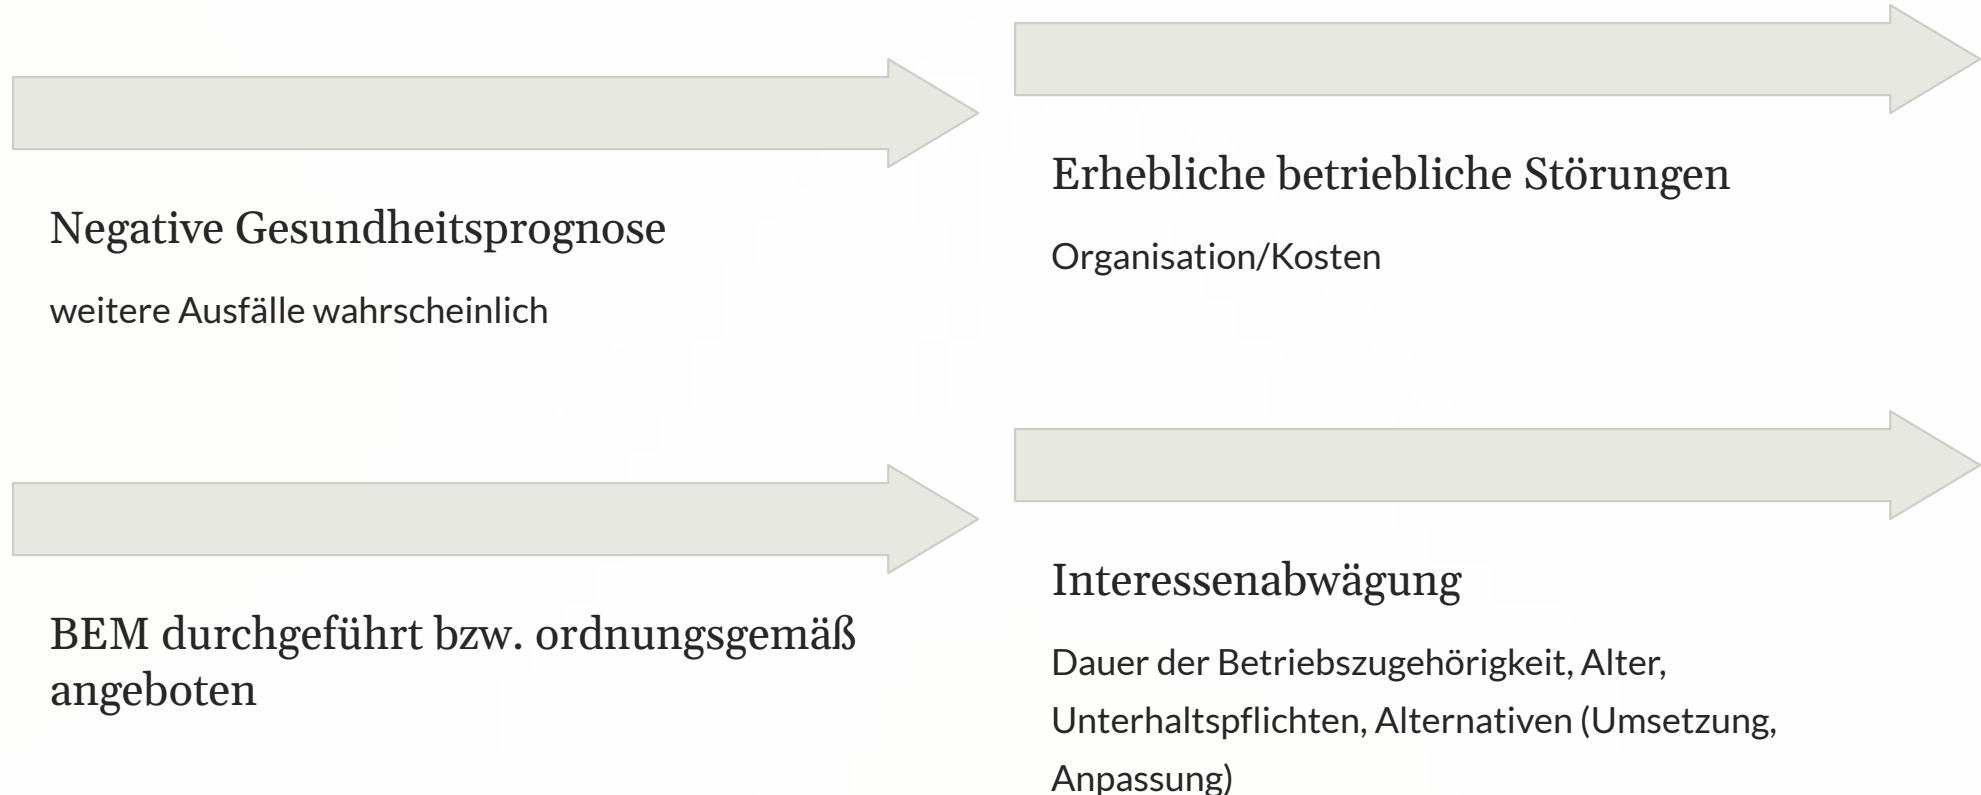 Negative Gesundheitsprognose
weitere Ausfälle wahrscheinlich
Erhebliche betriebliche Störungen
Organisation/Kosten
BEM durchgeführt bzw. ordnungsgemäß
angeboten
Interessenabwägung
Dauer der Betriebszugehörigkeit, Alter,
Unterhaltspflichten, Alternativen (Umsetzung,
Anpassung)